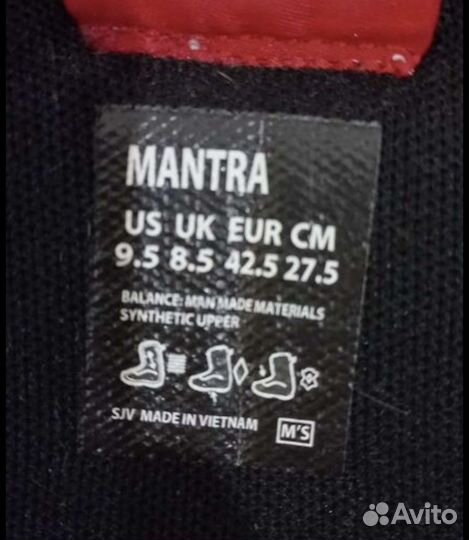 MANTRA
US UK EUR CM
9.5 8.5 42.5 27.5
BALANCE: MAN MADE MATERIALS
SYNTHETIC UPPER
SJV MADE IN VIETNAM
M'S
Avito